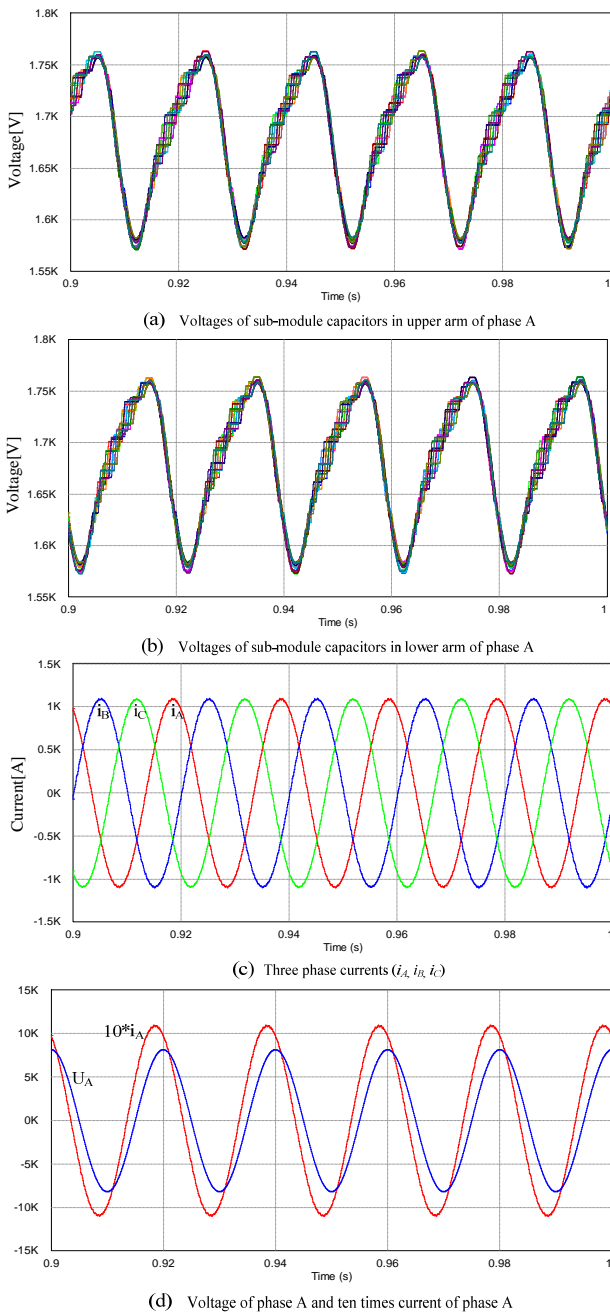 1.8K
1.75K
1.7K
1.65K
1.6K
1.55K
Voltage[V]
0.9 0.92 0.94 0.96 0.98 1
Time (s)
(a) Voltages of sub-module capacitors in upper arm of phase A
1.8K
1.75K
1.7K
1.65K
1.6K
1.55K
Voltage[V]
0.9 0.92 0.94 0.96 0.98 1
Time (s)
(b) Voltages of sub-module capacitors in lower arm of phase A
1.5K
1K
0.5K
0K
-0.5K
-1K
-1.5K
Current[A]
iB iC iA
0.9 0.92 0.94 0.96 0.98 1
Time (s)
(c) Three phase currents (iA, iB, iC)
15K
10K
5K
0K
-5K
-10K
-15K
10*iA
UA
0.9 0.92 0.94 0.96 0.98 1
Time (s)
(d) Voltage of phase A and ten times current of phase A